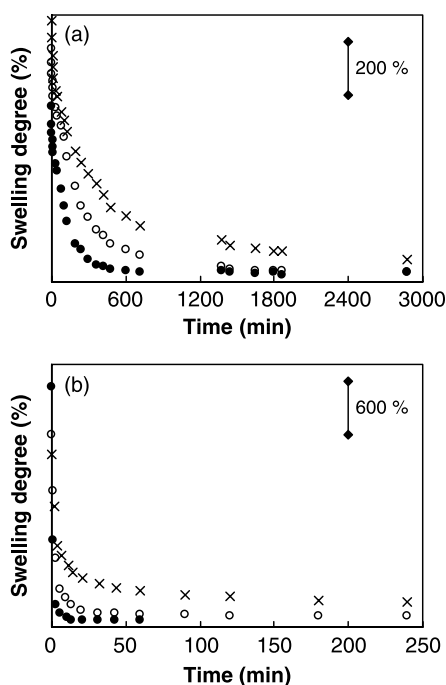 (a)
200 %
Swelling degree (%)
0 600 1200 1800 2400 3000
Time (min)
(b)
600 %
Swelling degree (%)
0 50 100 150 200 250
Time (min)